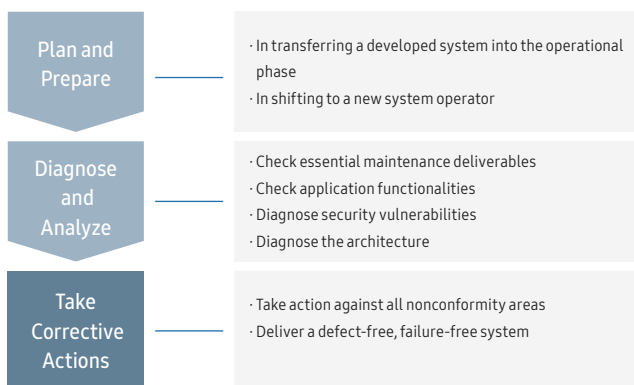 Plan and
Prepare
· In transferring a developed system into the operational
phase
· In shifting to a new system operator
Diagnose
and
Analyze
· Check essential maintenance deliverables
· Check application functionalities
· Diagnose security vulnerabilities
· Diagnose the architecture
Take
Corrective
Actions
· Take action against all nonconformity areas
· Deliver a defect-free, failure-free system